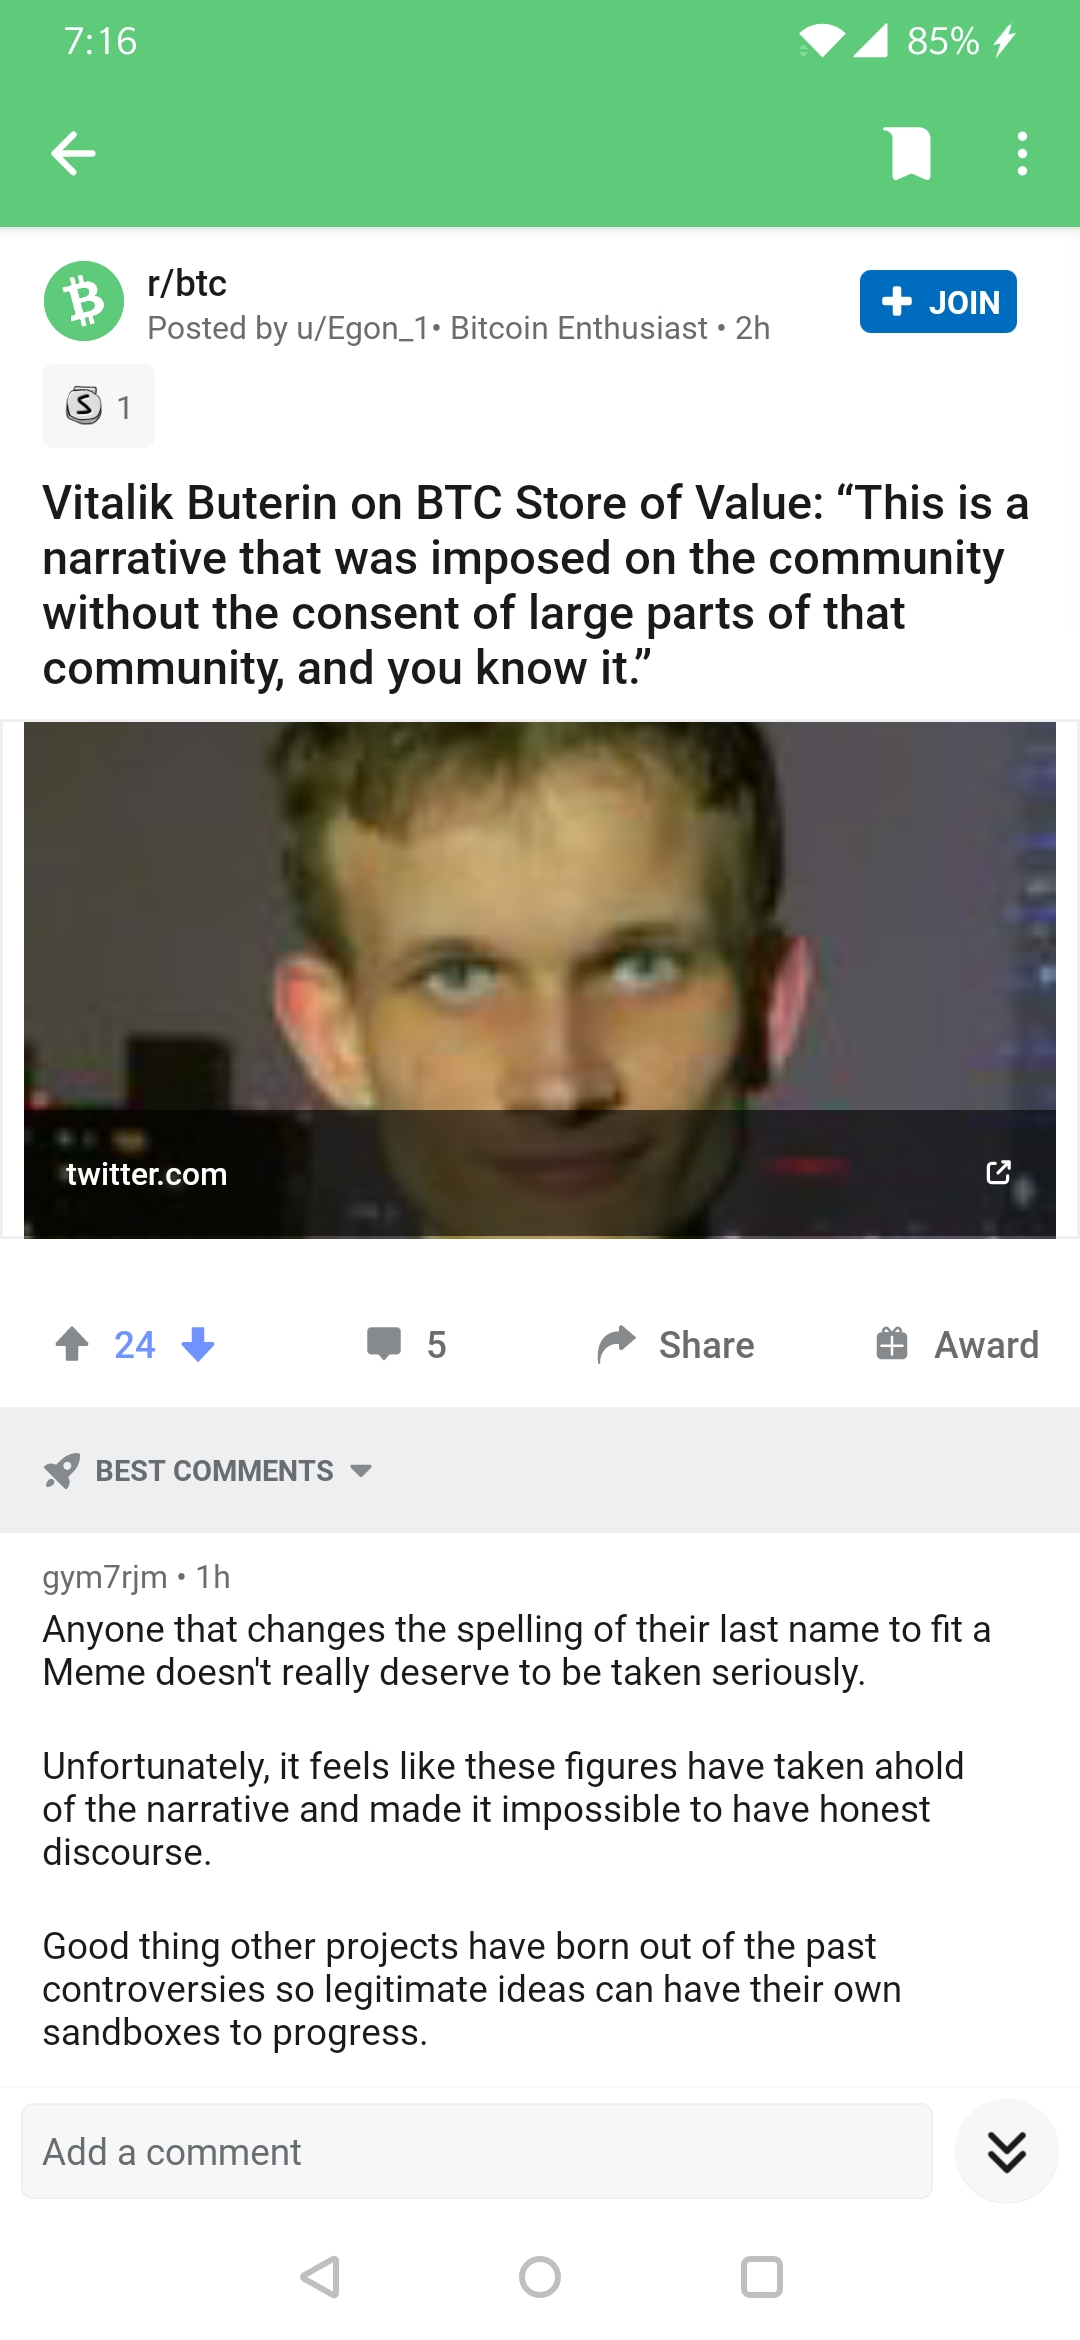 7:16
85%
r/btc
Posted by u/Egon_1• Bitcoin Enthusiast • 2h
JOIN
S 1
Vitalik Buterin on BTC Store of Value: “This is a
narrative that was imposed on the community
without the consent of large parts of that
community, and you know it.”
twitter.com
24
5
Share
Award
BEST COMMENTS
gym7rjm • 1h
Anyone that changes the spelling of their last name to fit a
Meme doesn't really deserve to be taken seriously.
Unfortunately, it feels like these figures have taken ahold
of the narrative and made it impossible to have honest
discourse.
Good thing other projects have born out of the past
controversies so legitimate ideas can have their own
sandboxes to progress.
Add a comment